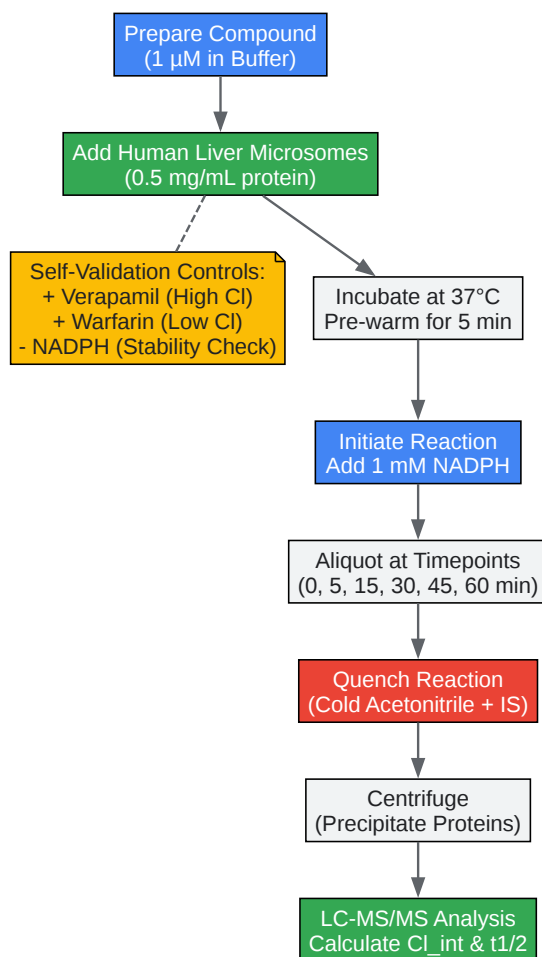 Prepare Compound
(1 µM in Buffer)
Add Human Liver Microsomes
(0.5 mg/mL protein)
Self-Validation Controls:
+ Verapamil (High Cl)
+ Warfarin (Low Cl)
- NADPH (Stability Check)
Incubate at 37°C
Pre-warm for 5 min
Initiate Reaction
Add 1 mM NADPH
Aliquot at Timepoints
(0, 5, 15, 30, 45, 60 min)
Quench Reaction
(Cold Acetonitrile + IS)
Centrifuge
(Precipitate Proteins)
LC-MS/MS Analysis
Calculate Cl_int & t1/2